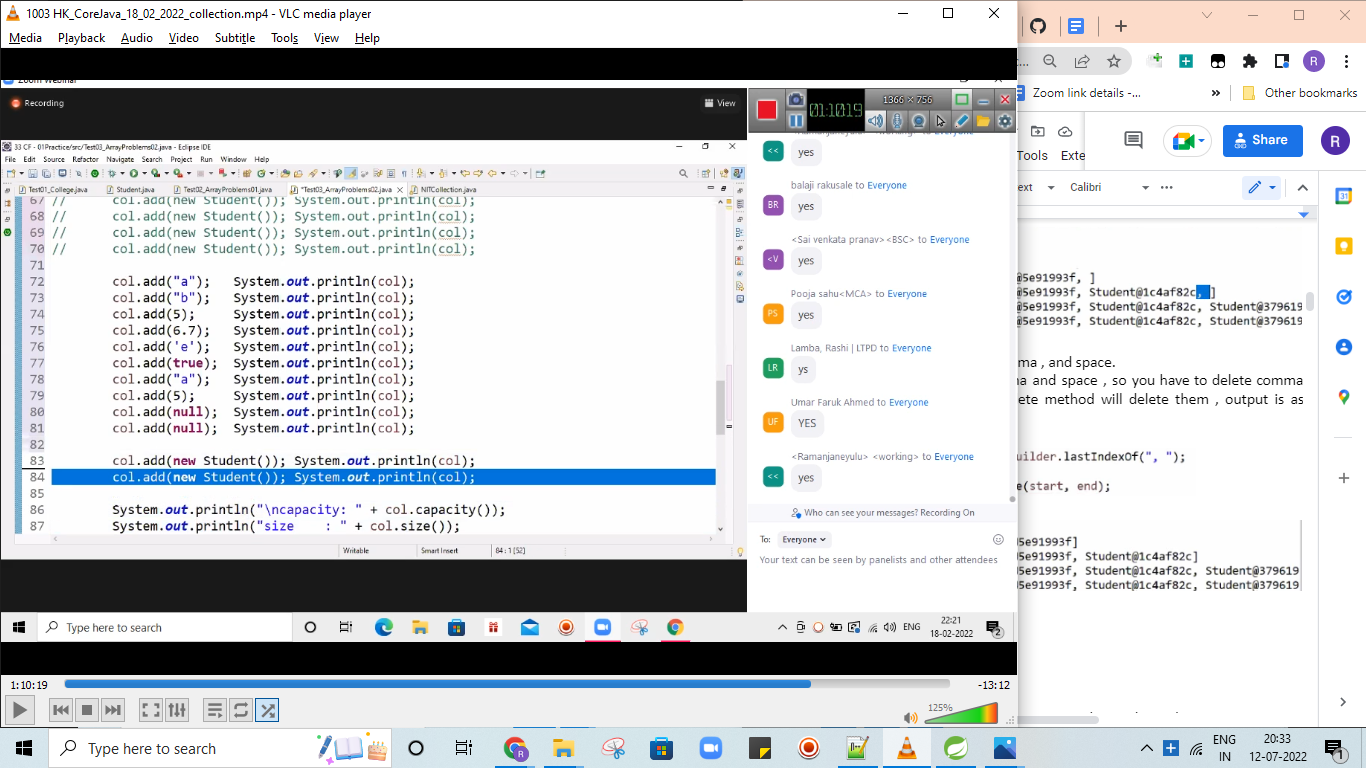 1003 HK_CoreJava_18_02_2022_collection.mp4 - VLC media player
Media Playback Audio Video Subtitle Tools View Help
Zoom Webinar
Recording
View
1366 × 756
01:10:19
33 CF - 01Practice/src/Test03_ArrayProblems02.java - Eclipse IDE
File Edit Source Refactor Navigate Search Project Run Window Help
Test01_College.java Student.java Test02_ArrayProblems01.java *Test03_ArrayProblems02.java NITCollection.java
67 // col.add(new Student()); System.out.println(col);
68 // col.add(new Student()); System.out.println(col);
69 // col.add(new Student()); System.out.println(col);
70 // col.add(new Student()); System.out.println(col);
71
72 col.add("a"); System.out.println(col);
73 col.add("b"); System.out.println(col);
74 col.add(5); System.out.println(col);
75 col.add(6.7); System.out.println(col);
76 col.add('e'); System.out.println(col);
77 col.add(true); System.out.println(col);
78 col.add("a"); System.out.println(col);
79 col.add(5); System.out.println(col);
80 col.add(null); System.out.println(col);
81 col.add(null); System.out.println(col);
82
83 col.add(new Student()); System.out.println(col);
84 col.add(new Student()); System.out.println(col);
85
86 System.out.println("\ncapacity: " + col.capacity());
87 System.out.println("size : " + col.size());
Writable Smart Insert 84 : 1 [52]
<Ramanjaneyulu> <working> to Everyone
<< yes
balaji rakusale to Everyone
BR yes
<Sai venkata pranav><BSC> to Everyone
<V yes
Pooja sahu<MCA> to Everyone
PS yes
Lamba, Rashi | LTPD to Everyone
LR ys
Umar Faruk Ahmed to Everyone
UF YES
<Ramanjaneyulu> <working> to Everyone
<< yes
Who can see your messages? Recording On
To: Everyone
Your text can be seen by panelists and other attendees
Type here to search
ENG
22:21
18-02-2022
2
1:10:19
-13:12
125%
R
Zoom link details -...
»
Other bookmarks
Share
R
Tools Exte
ext Calibri
@5e91993f, ]
@5e91993f, Student@1c4af82c, ]
@5e91993f, Student@1c4af82c, Student@379619
@5e91993f, Student@1c4af82c, Student@379619
ma , and space.
na and space , so you have to delete comma
ete method will delete them , output is as
uilder.lastIndexOf(", ");
e(start, end);
@5e91993f]
@5e91993f, Student@1c4af82c]
@5e91993f, Student@1c4af82c, Student@379619
@5e91993f, Student@1c4af82c, Student@379619
Type here to search
R
ENG
IN
20:33
12-07-2022
1